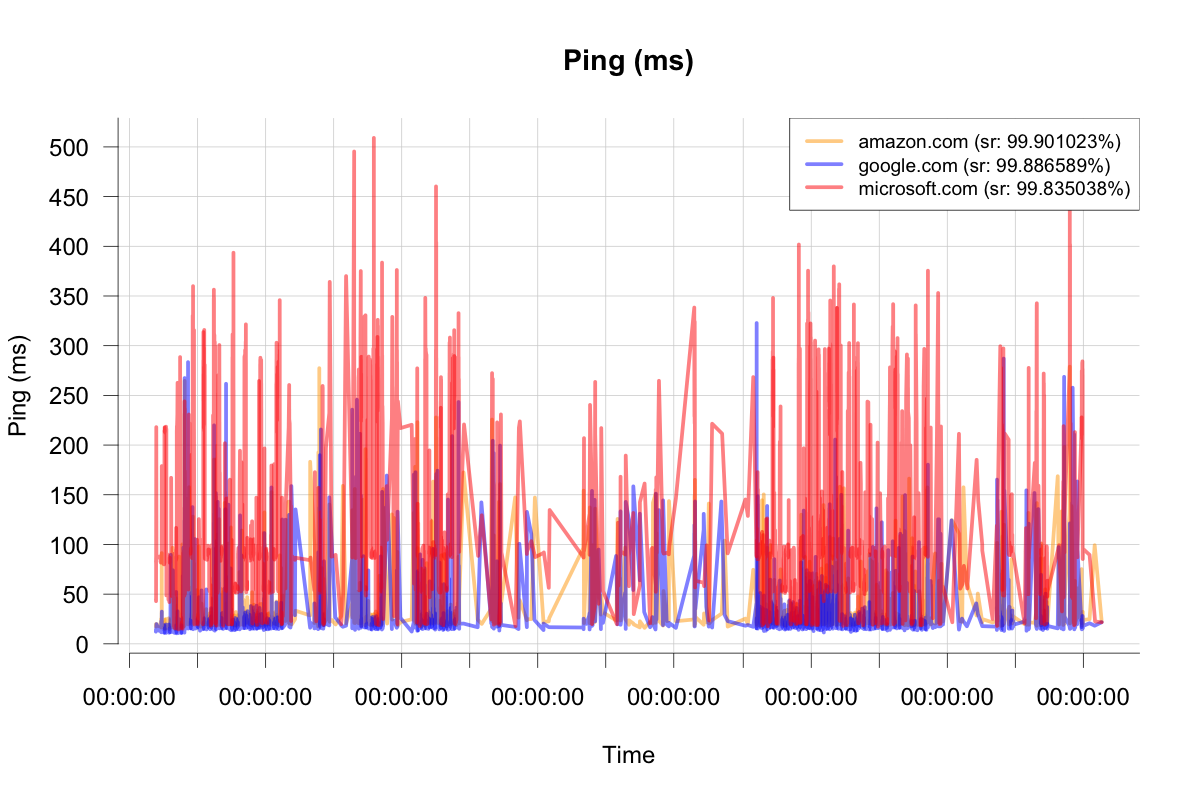 Ping (ms)
amazon.com (sr: 99.901023%)
google.com (sr: 99.886589%)
microsoft.com (sr: 99.835038%)
500
450
400
350
300
250
200
150
100
50
0
Ping (ms)
00:00:00 00:00:00 00:00:00 00:00:00 00:00:00 00:00:00 00:00:00 00:00:00
Time